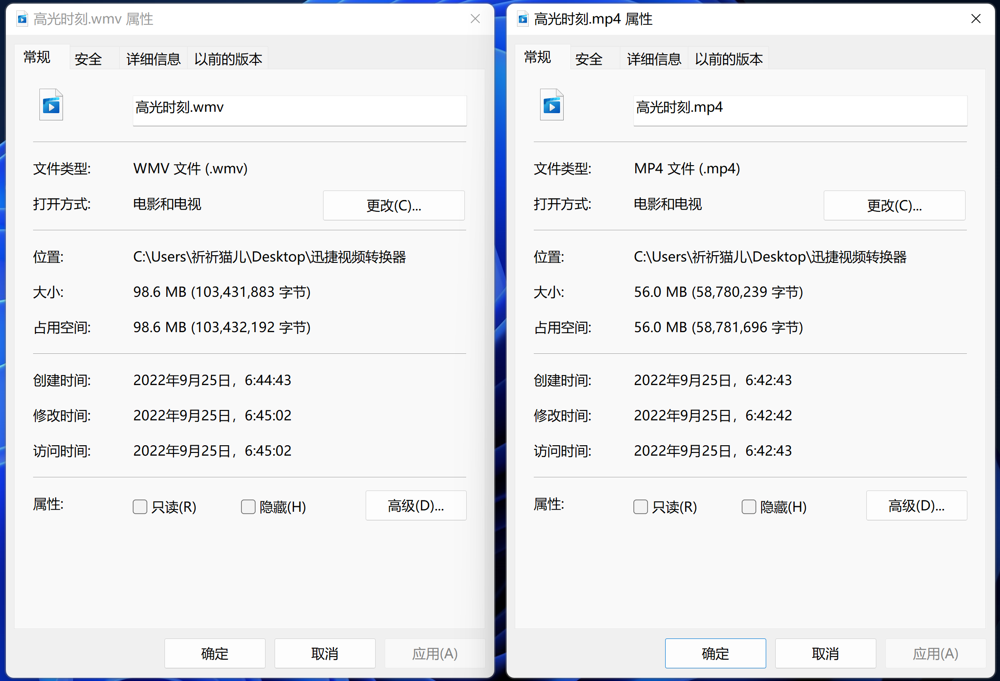 高光时刻.wmv 属性
常规 安全 详细信息 以前的版本
高光时刻.wmv
文件类型: WMV 文件 (.wmv)
打开方式: 电影和电视 更改(C)...
位置: C:\Users\祈祈猫儿\Desktop\迅捷视频转换器
大小: 98.6 MB (103,431,883 字节)
占用空间: 98.6 MB (103,432,192 字节)
创建时间: 2022年9月25日，6:44:43
修改时间: 2022年9月25日，6:45:02
访问时间: 2022年9月25日，6:45:02
属性: 只读(R) 隐藏(H) 高级(D)...
确定 取消 应用(A)
高光时刻.mp4 属性
常规 安全 详细信息 以前的版本
高光时刻.mp4
文件类型: MP4 文件 (.mp4)
打开方式: 电影和电视 更改(C)...
位置: C:\Users\祈祈猫儿\Desktop\迅捷视频转换器
大小: 56.0 MB (58,780,239 字节)
占用空间: 56.0 MB (58,781,696 字节)
创建时间: 2022年9月25日，6:42:43
修改时间: 2022年9月25日，6:42:42
访问时间: 2022年9月25日，6:42:43
属性: 只读(R) 隐藏(H) 高级(D)...
确定 取消 应用(A)